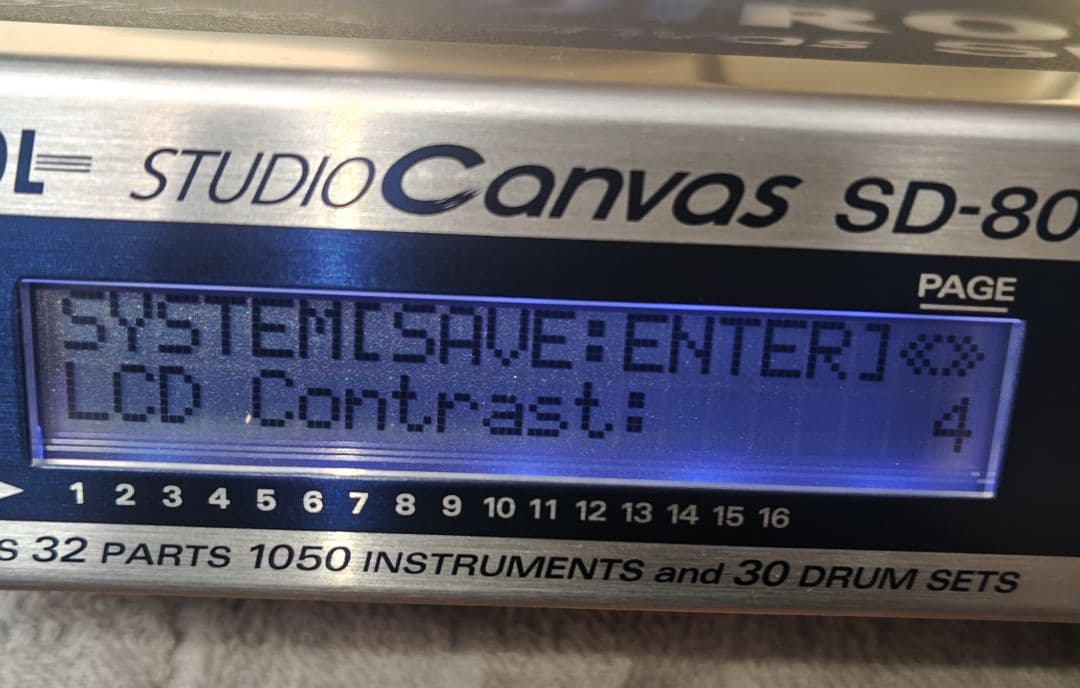 RO
STUDIO Canvas SD-80
PAGE
SYSTEM[SAVE:ENTER]
LCD Contrast: 4
1 2 3 4 5 6 7 8 9 10 11 12 13 14 15 16
32 PARTS 1050 INSTRUMENTS and 30 DRUM SETS